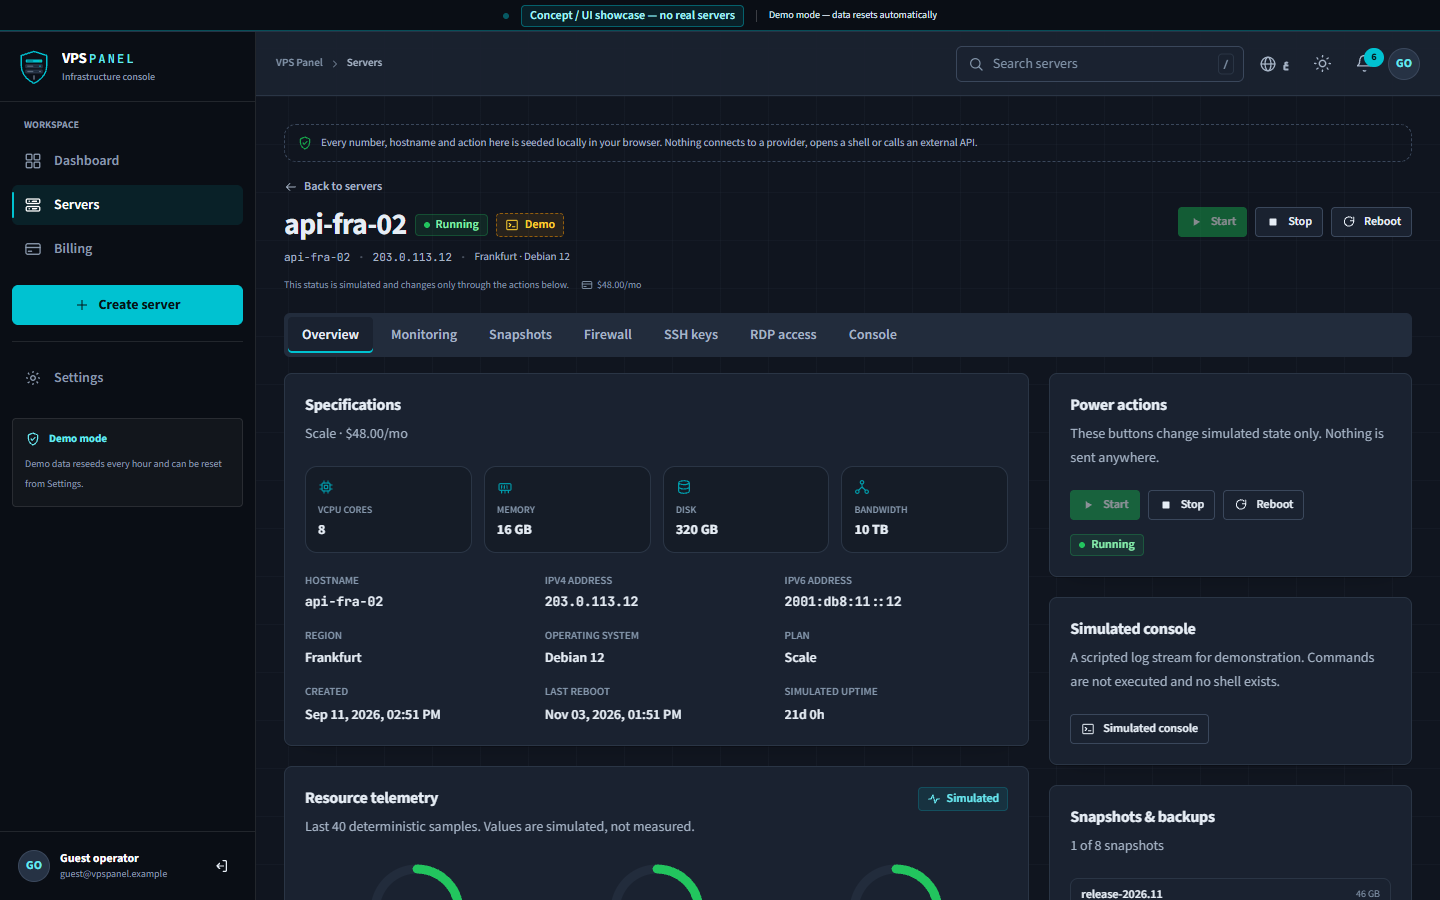 Concept / UI showcase — no real servers
Demo mode — data resets automatically
VPS PANEL
Infrastructure console
VPS Panel
Servers
Search servers
/
ع
6
GO
WORKSPACE
Dashboard
Servers
Billing
Create server
Settings
Demo mode
Demo data reseeds every hour and can be reset
from Settings.
GO
Guest operator
guest@vpspanel.example
Every number, hostname and action here is seeded locally in your browser. Nothing connects to a provider, opens a shell or calls an external API.
Back to servers
api-fra-02
Running
Demo
Start
Stop
Reboot
api-fra-02 · 203.0.113.12 · Frankfurt · Debian 12
This status is simulated and changes only through the actions below.
$48.00/mo
Overview
Monitoring
Snapshots
Firewall
SSH keys
RDP access
Console
Specifications
Scale · $48.00/mo
VCPU CORES
8
MEMORY
16 GB
DISK
320 GB
BANDWIDTH
10 TB
HOSTNAME
api-fra-02
IPV4 ADDRESS
203.0.113.12
IPV6 ADDRESS
2001:db8:11::12
REGION
Frankfurt
OPERATING SYSTEM
Debian 12
PLAN
Scale
CREATED
Sep 11, 2026, 02:51 PM
LAST REBOOT
Nov 03, 2026, 01:51 PM
SIMULATED UPTIME
21d 0h
Resource telemetry
Simulated
Last 40 deterministic samples. Values are simulated, not measured.
Power actions
These buttons change simulated state only. Nothing is
sent anywhere.
Start
Stop
Reboot
Running
Simulated console
A scripted log stream for demonstration. Commands
are not executed and no shell exists.
Simulated console
Snapshots & backups
1 of 8 snapshots
release-2026.11
46 GB